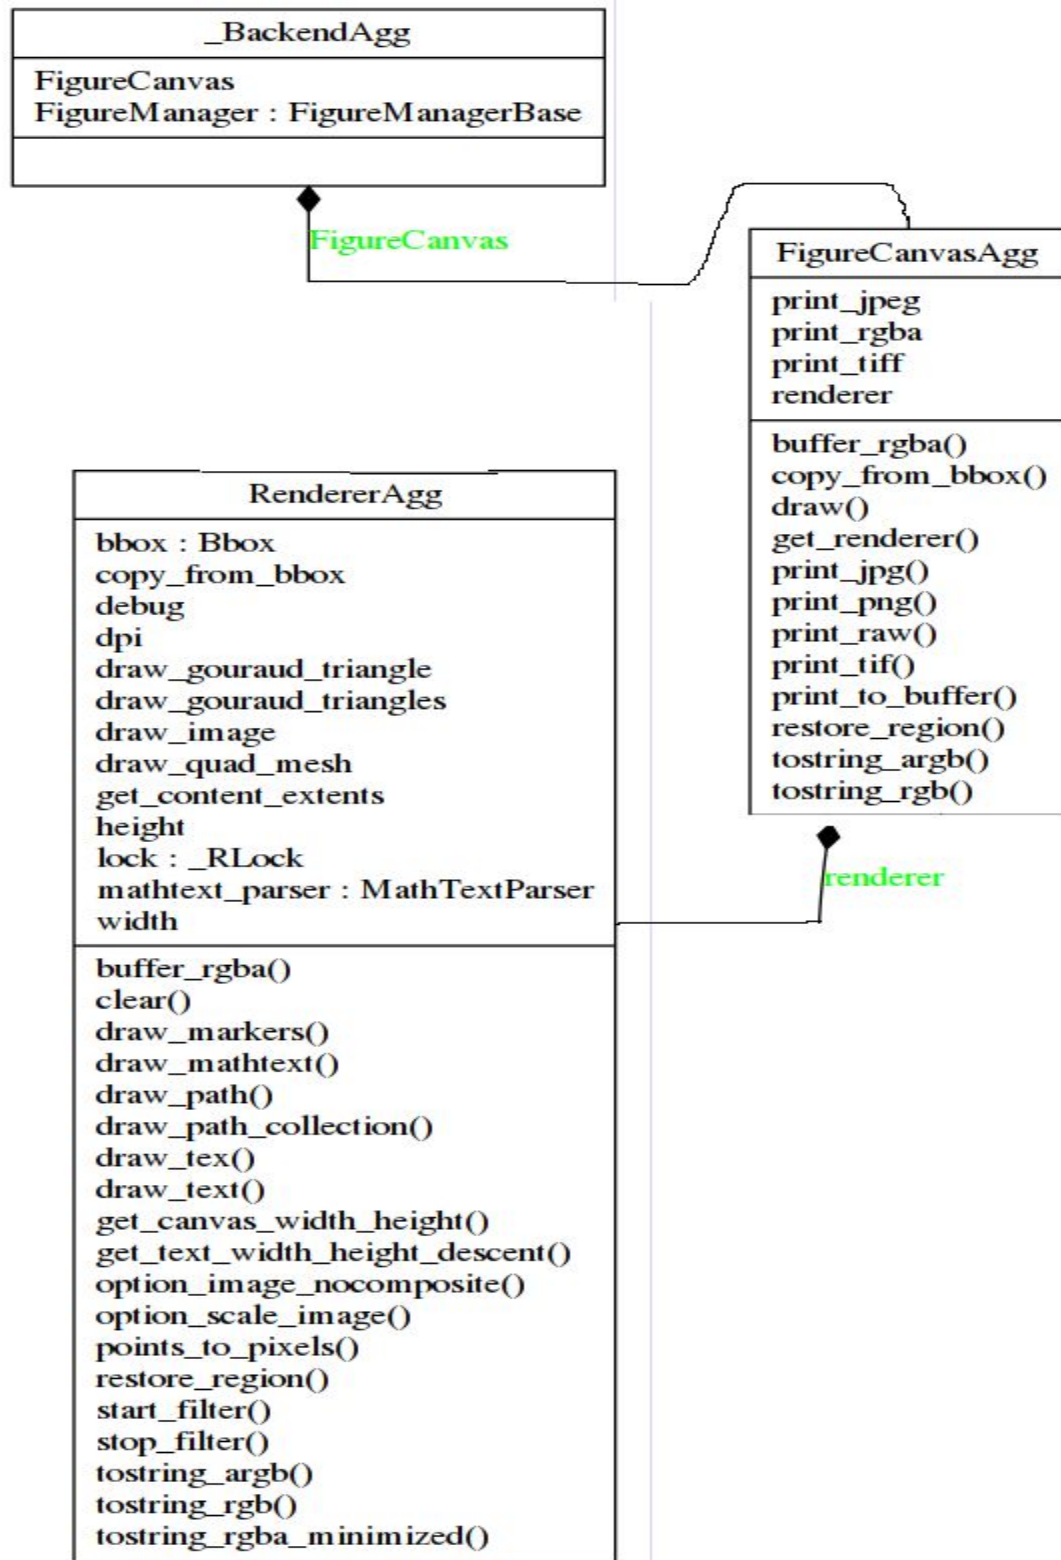 _BackendAgg
FigureCanvas
FigureManager : FigureManagerBase
FigureCanvas
FigureCanvasAgg
print_jpeg
print_rgba
print_tiff
renderer
buffer_rgba()
copy_from_bbox()
draw()
get_renderer()
print_jpg()
print_png()
print_raw()
print_tif()
print_to_buffer()
restore_region()
tostring_argb()
tostring_rgb()
renderer
RendererAgg
bbox : Bbox
copy_from_bbox
debug
dpi
draw_gouraud_triangle
draw_gouraud_triangles
draw_image
draw_quad_mesh
get_content_extents
height
lock : _RLock
mathtext_parser : MathTextParser
width
buffer_rgba()
clear()
draw_markers()
draw_mathtext()
draw_path()
draw_path_collection()
draw_tex()
draw_text()
get_canvas_width_height()
get_text_width_height_descent()
option_image_nocomposite()
option_scale_image()
points_to_pixels()
restore_region()
start_filter()
stop_filter()
tostring_argb()
tostring_rgb()
tostring_rgba_minimized()